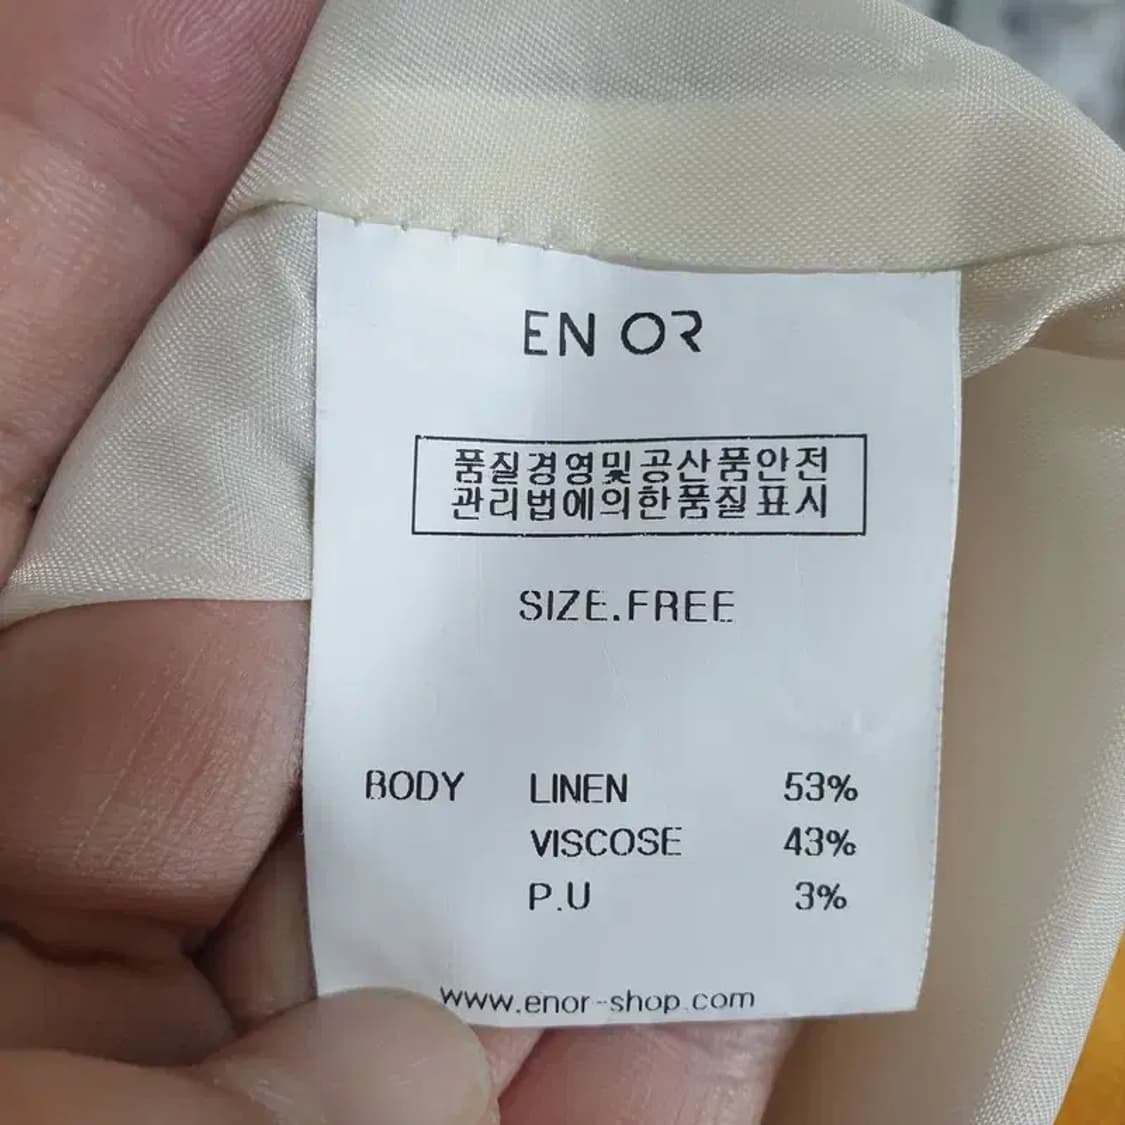 EN OR
품질경영및공산품안전
관리법에의한품질표시
SIZE.FREE
BODY LINEN 53%
VISCOSE 43%
P.U 3%
www.enor-shop.com